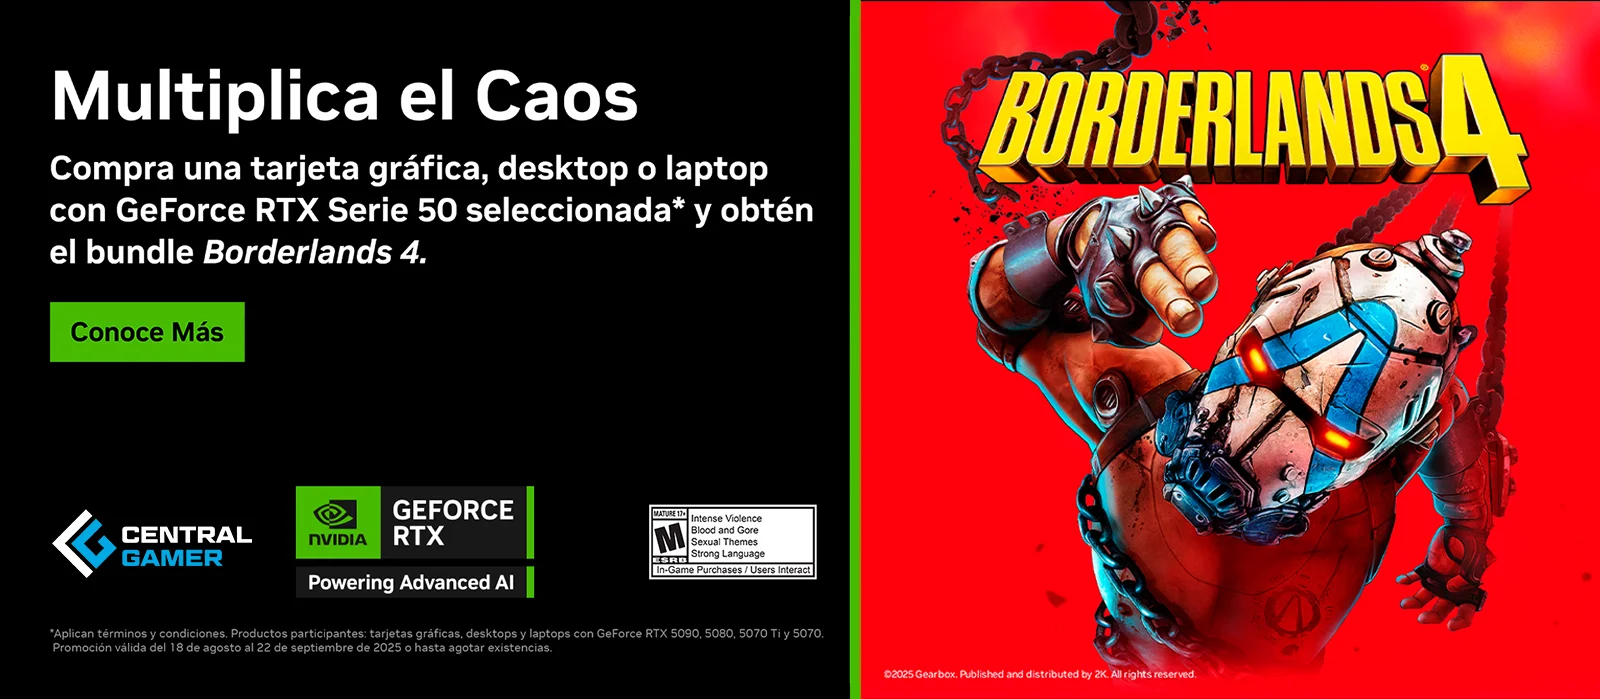 Multiplica el Caos
Compra una tarjeta gráfica, desktop o laptop
con GeForce RTX Serie 50 seleccionada* y obtén
el bundle Borderlands 4.
Conoce Más
CENTRAL
GAMER
NVIDIA
GEFORCE
RTX
Powering Advanced AI
MATURE 17+
M
ESRB
Intense Violence
Blood and Gore
Sexual Themes
Strong Language
In-Game Purchases / Users Interact
*Aplican términos y condiciones. Productos participantes: tarjetas gráficas, desktops y laptops con GeForce RTX 5090, 5080, 5070 Ti y 5070.
Promoción válida del 18 de agosto al 22 de septiembre de 2025 o hasta agotar existencias.
BORDERLANDS® 4
©2025 Gearbox. Published and distributed by 2K. All rights reserved.